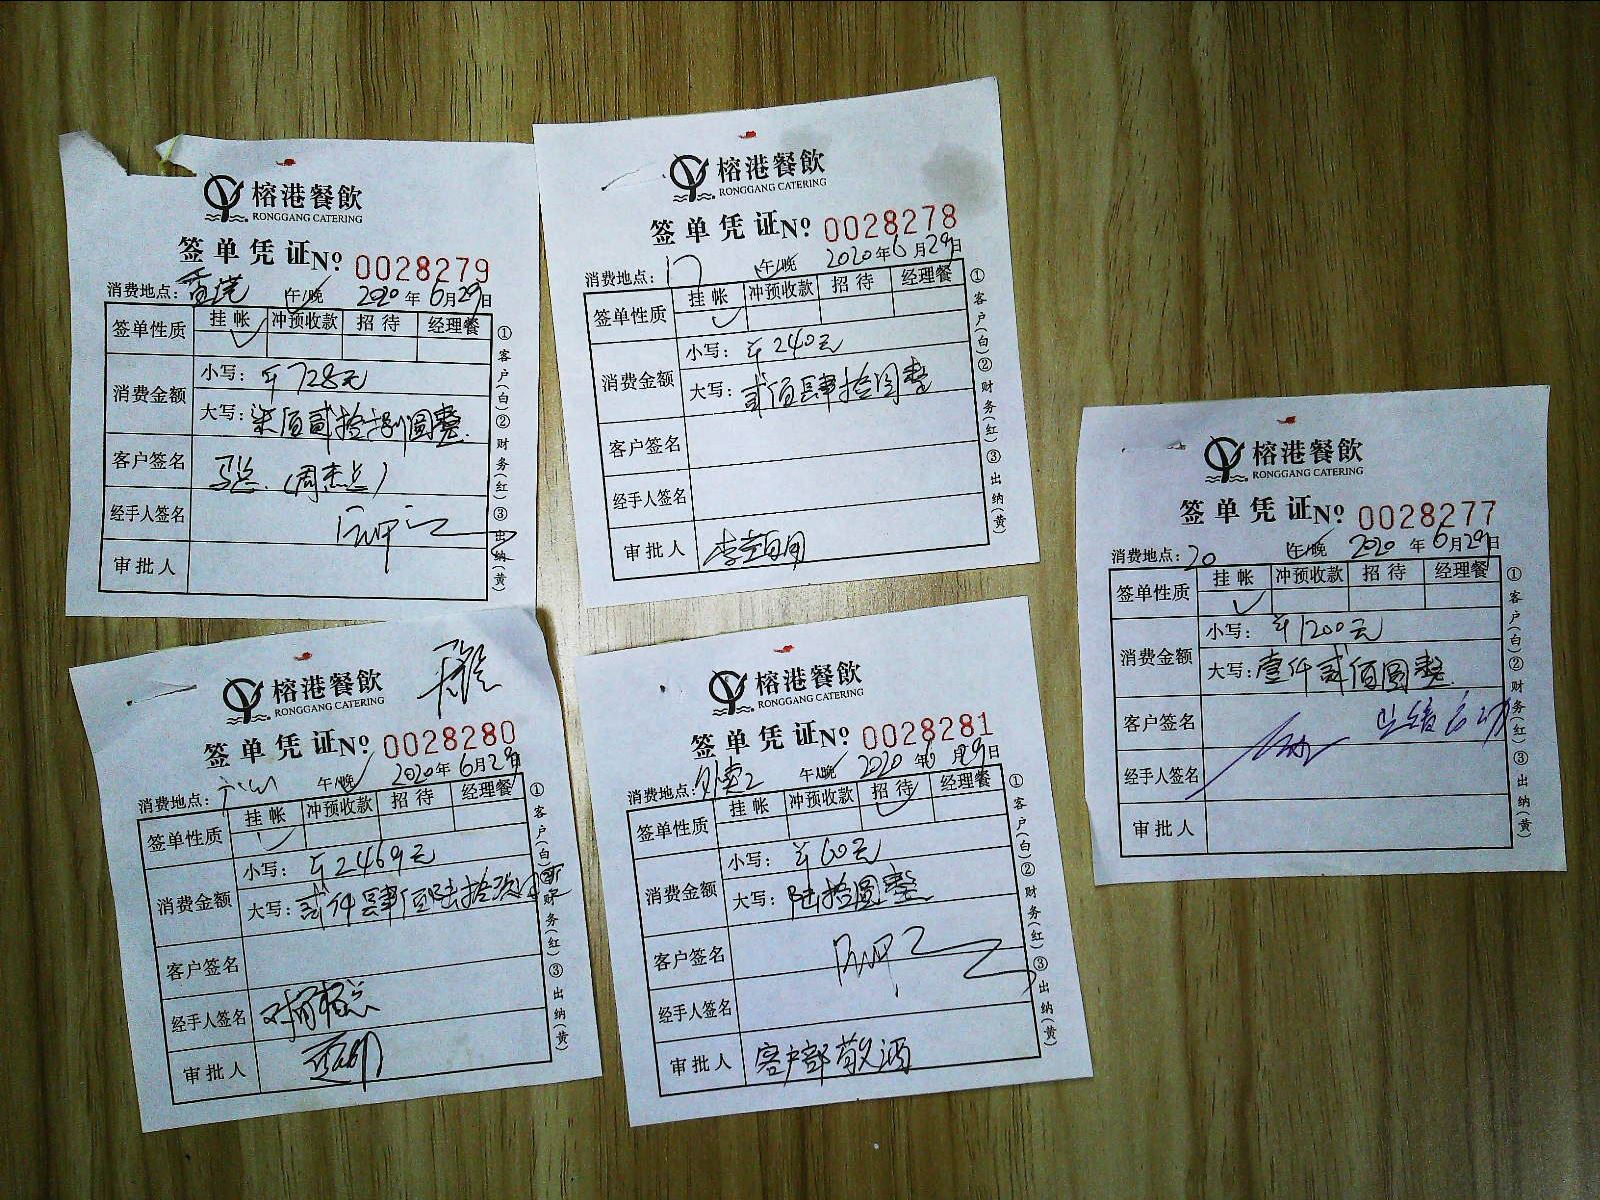 榕港餐飲
RONGGANG CATERING
签单凭证№ 0028279
消费地点：香港 午/晚 2020年6月29日
签单性质 挂帐 冲预收款 招待 经理餐
消费金额
小写：￥728元
大写：柒佰贰拾捌圆整
客户签名
经手人签名
审批人
①客户(白)②财务(红)③出纳(黄)
榕港餐飲
RONGGANG CATERING
签单凭证№ 0028278
消费地点：17 午/晚 2020年6月29日
签单性质 挂帐 冲预收款 招待 经理餐
消费金额
小写：￥240元
大写：贰佰肆拾圆整
客户签名
经手人签名
审批人
①客户(白)②财务(红)③出纳(黄)
榕港餐飲
RONGGANG CATERING
签单凭证№ 0028277
消费地点：20 午/晚 2020年6月29日
签单性质 挂帐 冲预收款 招待 经理餐
消费金额
小写：￥1200元
大写：壹仟贰佰圆整
客户签名
经手人签名
审批人
①客户(白)②财务(红)③出纳(黄)
榕港餐飲
RONGGANG CATERING
签单凭证№ 0028280
消费地点： 午/晚 2020年6月29日
签单性质 挂帐 冲预收款 招待 经理餐
消费金额
小写：￥2469元
大写：贰仟肆佰陆拾玖
客户签名
经手人签名
审批人
①客户(白)②财务(红)③出纳(黄)
榕港餐飲
RONGGANG CATERING
签单凭证№ 0028281
消费地点：外卖2 午/晚 2020年6月29日
签单性质 挂帐 冲预收款 招待 经理餐
消费金额
小写：￥60元
大写：陆拾圆整
客户签名
经手人签名
审批人 客户部敬酒
①客户(白)②财务(红)③出纳(黄)